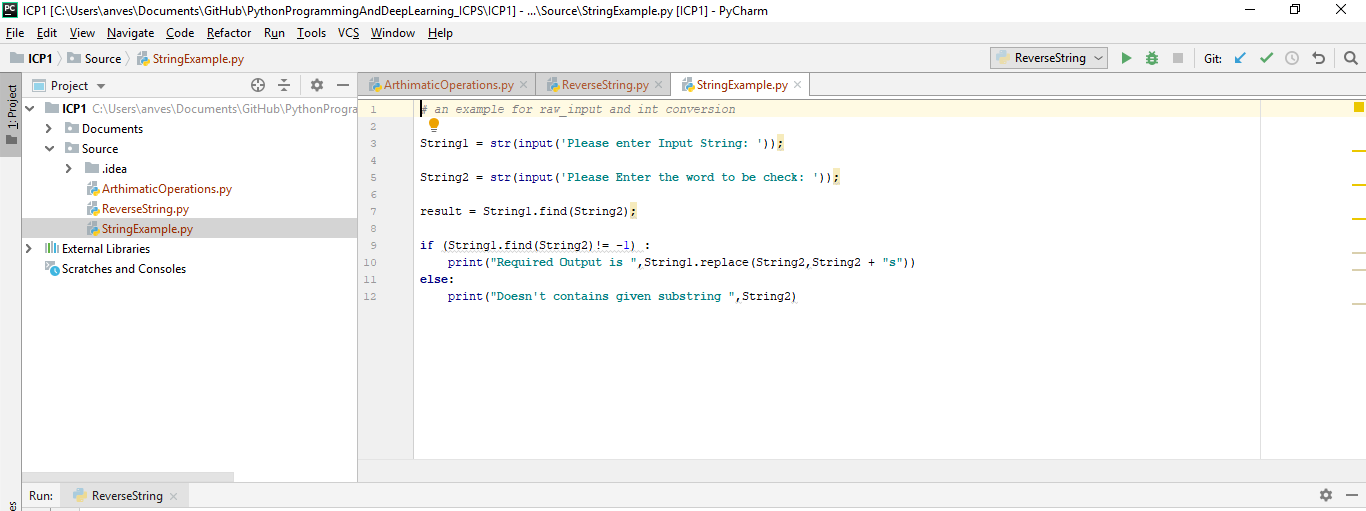 PC ICP1 [C:\Users\anves\Documents\GitHub\PythonProgrammingAndDeepLearning_ICPS\ICP1] - ...\Source\StringExample.py [ICP1] - PyCharm
File Edit View Navigate Code Refactor Run Tools VCS Window Help
ICP1 Source StringExample.py ReverseString Git:
1: Project
Project ArthimaticOperations.py ReverseString.py StringExample.py
ICP1 C:\Users\anves\Documents\GitHub\PythonProgra
Documents
Source
.idea
ArthimaticOperations.py
ReverseString.py
StringExample.py
External Libraries
Scratches and Consoles
1 # an example for raw_input and int conversion
2
3 String1 = str(input('Please enter Input String: '));
4
5 String2 = str(input('Please Enter the word to be check: '));
6
7 result = String1.find(String2);
8
9 if (String1.find(String2)!= -1) :
10 print("Required Output is ",String1.replace(String2,String2 + "s"))
11 else:
12 print("Doesn't contains given substring ",String2)
Run: ReverseString